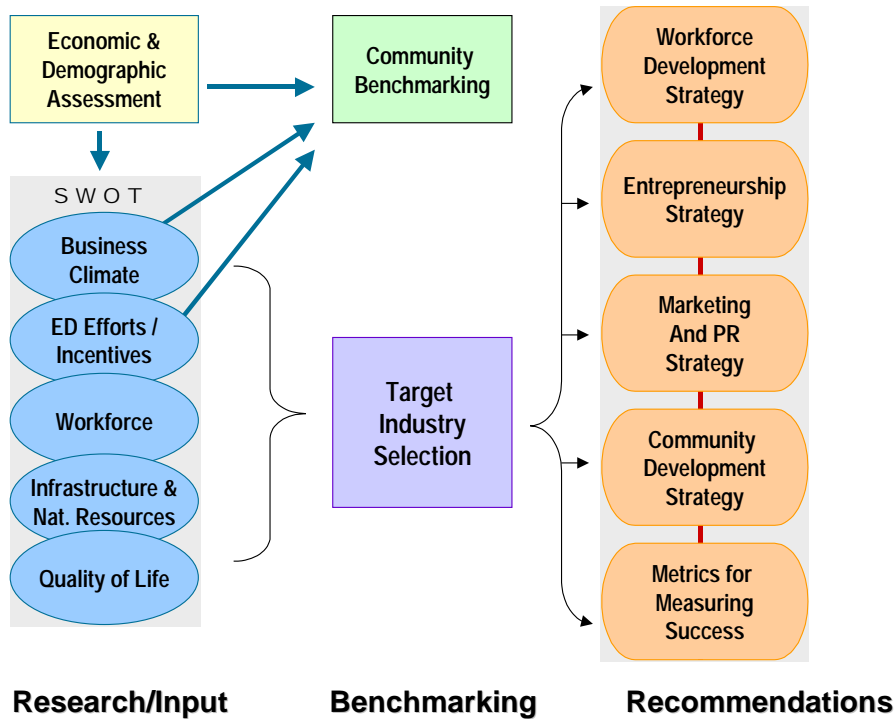 Economic &
Demographic
Assessment
SWOT
Business
Climate
ED Efforts /
Incentives
Workforce
Infrastructure &
Nat. Resources
Quality of Life
Research/Input
Community
Benchmarking
Target
Industry
Selection
Benchmarking
Workforce
Development
Strategy
Entrepreneurship
Strategy
Marketing
And PR
Strategy
Community
Development
Strategy
Metrics for
Measuring
Success
Recommendations